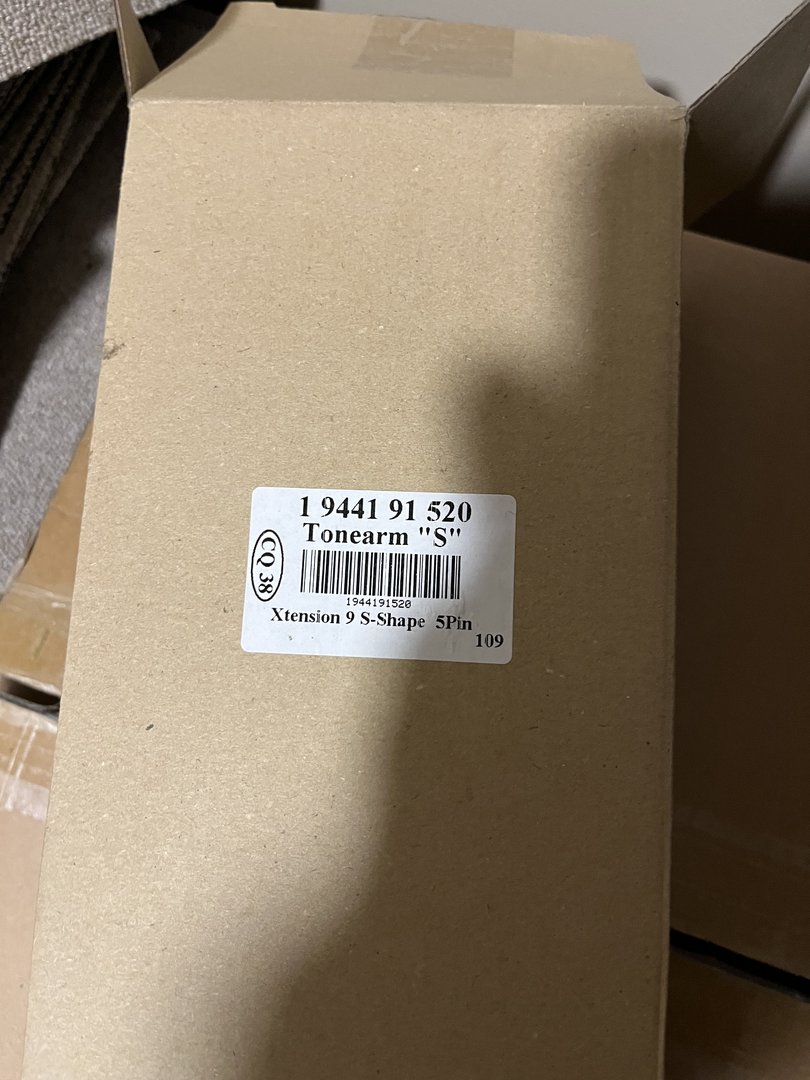 1 9441 91 520
Tonearm "S"
CQ 38
1944191520
Xtension 9 S-Shape 5Pin
109